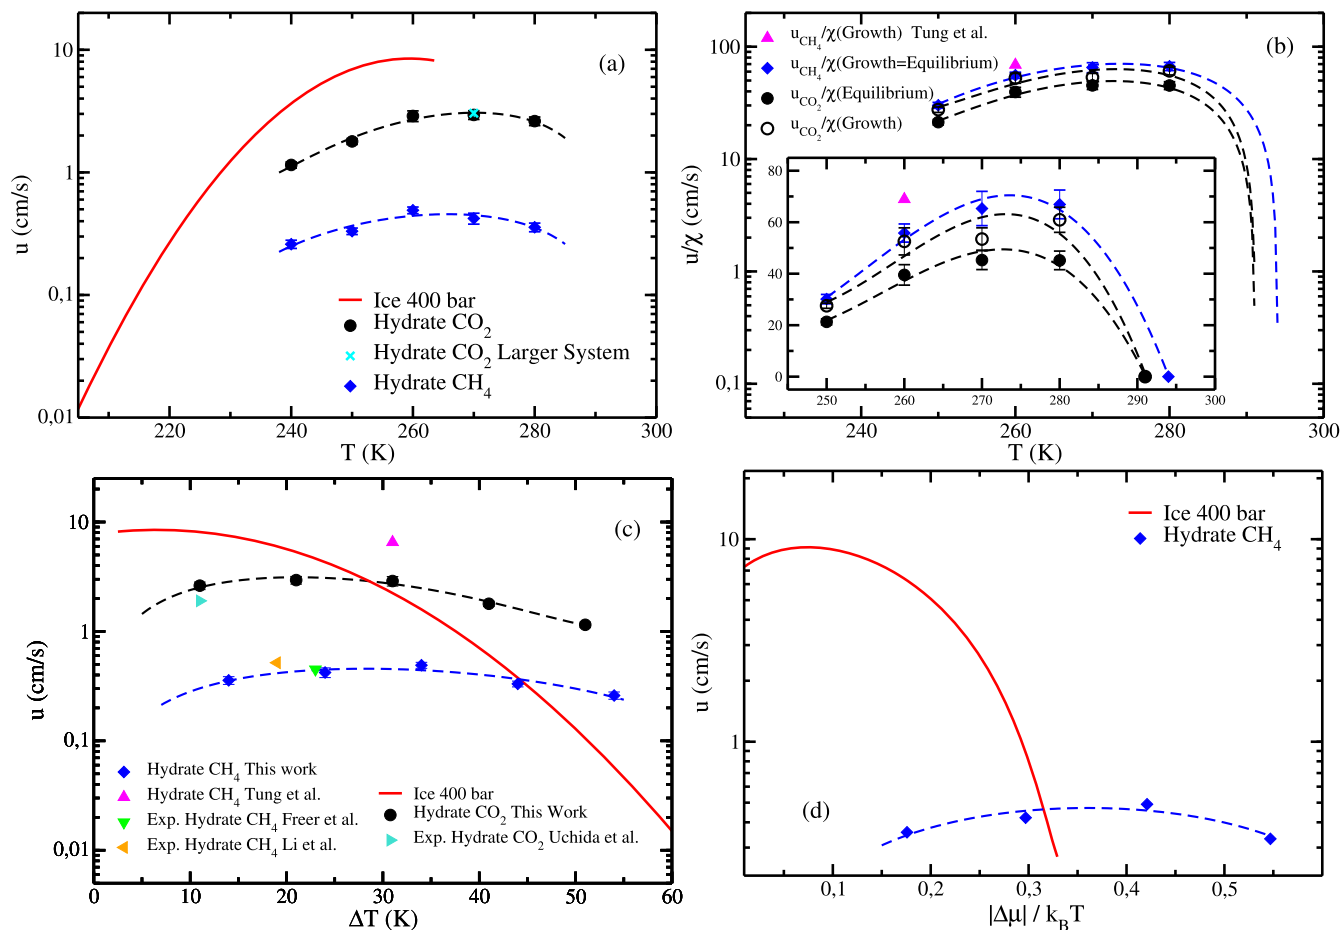 10
1
0.1
0,01
u (cm/s)
220
240
260
280
300
T (K)
(a)
Ice 400 bar
Hydrate CO2
Hydrate CO2 Larger System
Hydrate CH4
100
10
1
0,1
u/χ (cm/s)
240
260
280
300
T (K)
(b)
uCH4/χ(Growth) Tung et al.
uCH4/χ(Growth=Equilibrium)
uCO2/χ(Equilibrium)
uCO2/χ(Growth)
80
60
40
20
0
250
260
270
280
290
300
10
1
0,1
0,01
u (cm/s)
0
10
20
30
40
50
60
ΔT (K)
(c)
Hydrate CH4 This work
Hydrate CH4 Tung et al.
Exp. Hydrate CH4 Freer et al.
Exp. Hydrate CH4 Li et al.
Ice 400 bar
Hydrate CO2 This Work
Exp. Hydrate CO2 Uchida et al.
10
1
u (cm/s)
0,1
0,2
0,3
0,4
0,5
|Δμ| / kBT
(d)
Ice 400 bar
Hydrate CH4